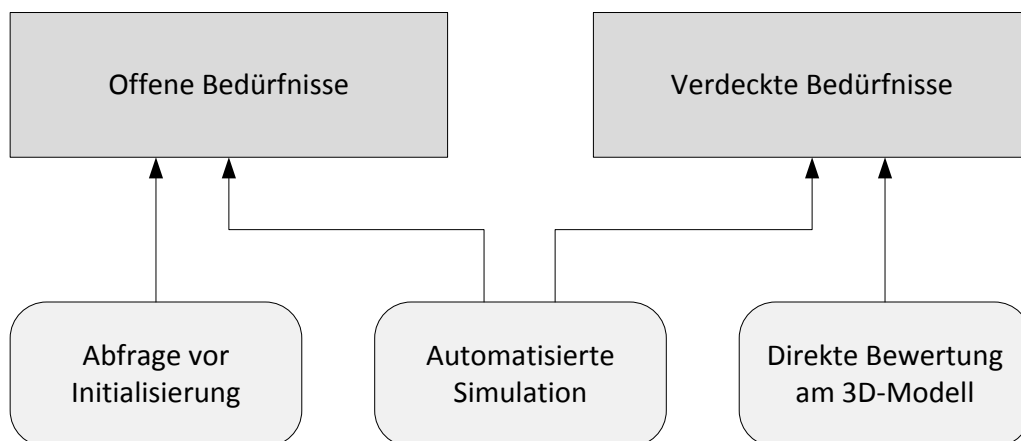 Offene Bedürfnisse
Verdeckte Bedürfnisse
Abfrage vor
Initialisierung
Automatisierte
Simulation
Direkte Bewertung
am 3D-Modell